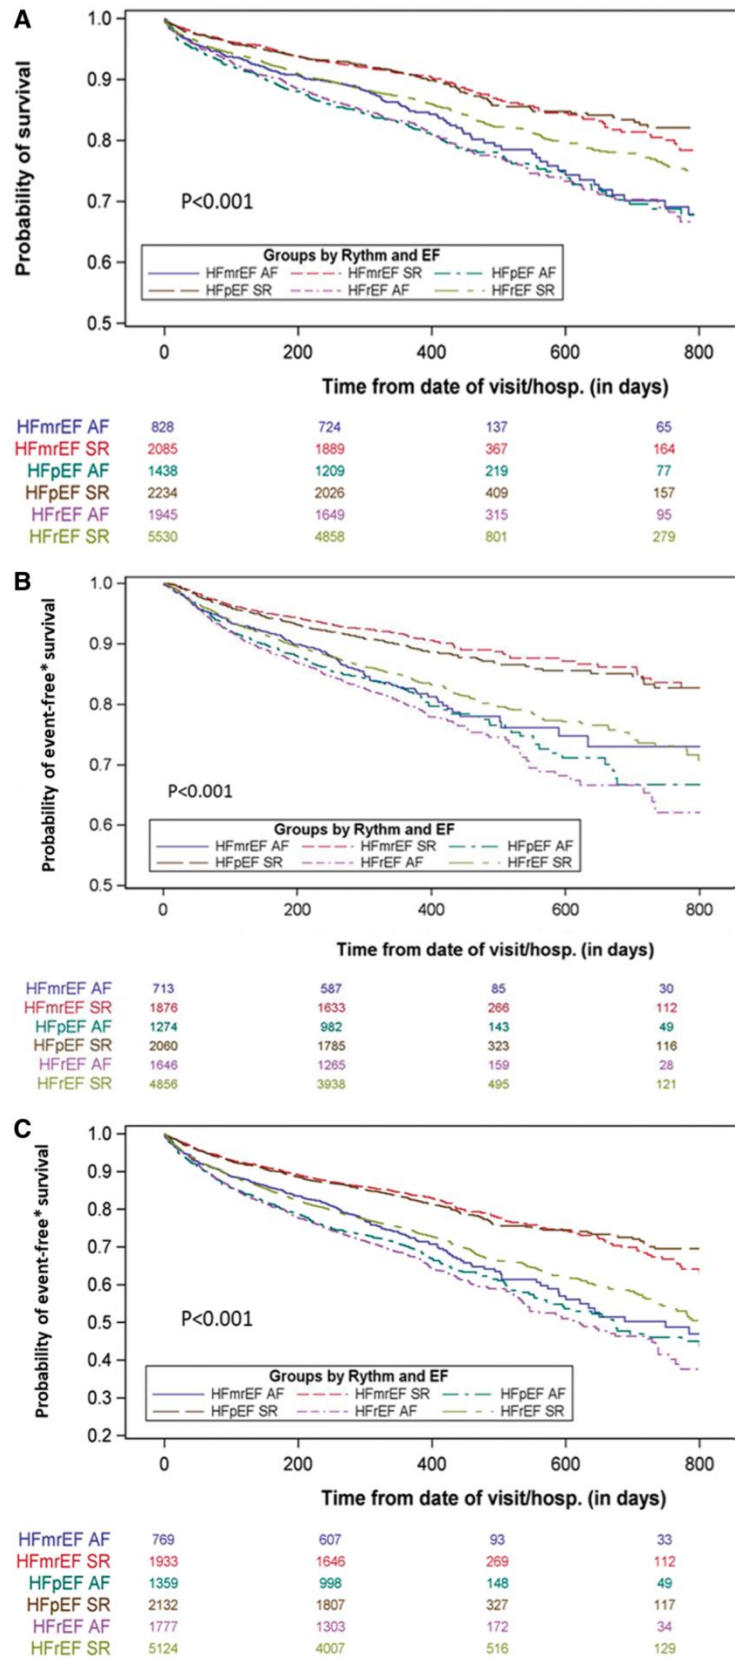 A
1.0
0.9
0.8
0.7
0.6
0.5
Probability of survival
P<0.001
Groups by Rythm and EF
HFmrEF AF HFmrEF SR HFpEF AF
HFpEF SR HFrEF AF HFrEF SR
0 200 400 600 800
Time from date of visit/hosp. (in days)
HFmrEF AF 828 724 137 65
HFmrEF SR 2085 1889 367 164
HFpEF AF 1438 1209 219 77
HFpEF SR 2234 2026 409 157
HFrEF AF 1945 1649 315 95
HFrEF SR 5530 4858 801 279
B
1.0
0.9
0.8
0.7
0.6
0.5
Probability of event-free* survival
P<0.001
Groups by Rythm and EF
HFmrEF AF HFmrEF SR HFpEF AF
HFpEF SR HFrEF AF HFrEF SR
0 200 400 600 800
Time from date of visit/hosp. (in days)
HFmrEF AF 713 587 85 30
HFmrEF SR 1876 1633 266 112
HFpEF AF 1274 982 143 49
HFpEF SR 2060 1785 323 116
HFrEF AF 1646 1265 159 28
HFrEF SR 4856 3938 495 121
C
1.0
0.9
0.8
0.7
0.6
0.5
0.4
0.3
0.2
Probability of event-free* survival
P<0.001
Groups by Rythm and EF
HFmrEF AF HFmrEF SR HFpEF AF
HFpEF SR HFrEF AF HFrEF SR
0 200 400 600 800
Time from date of visit/hosp. (in days)
HFmrEF AF 769 607 93 33
HFmrEF SR 1933 1646 269 112
HFpEF AF 1359 998 148 49
HFpEF SR 2132 1807 327 117
HFrEF AF 1777 1303 172 34
HFrEF SR 5124 4007 516 129